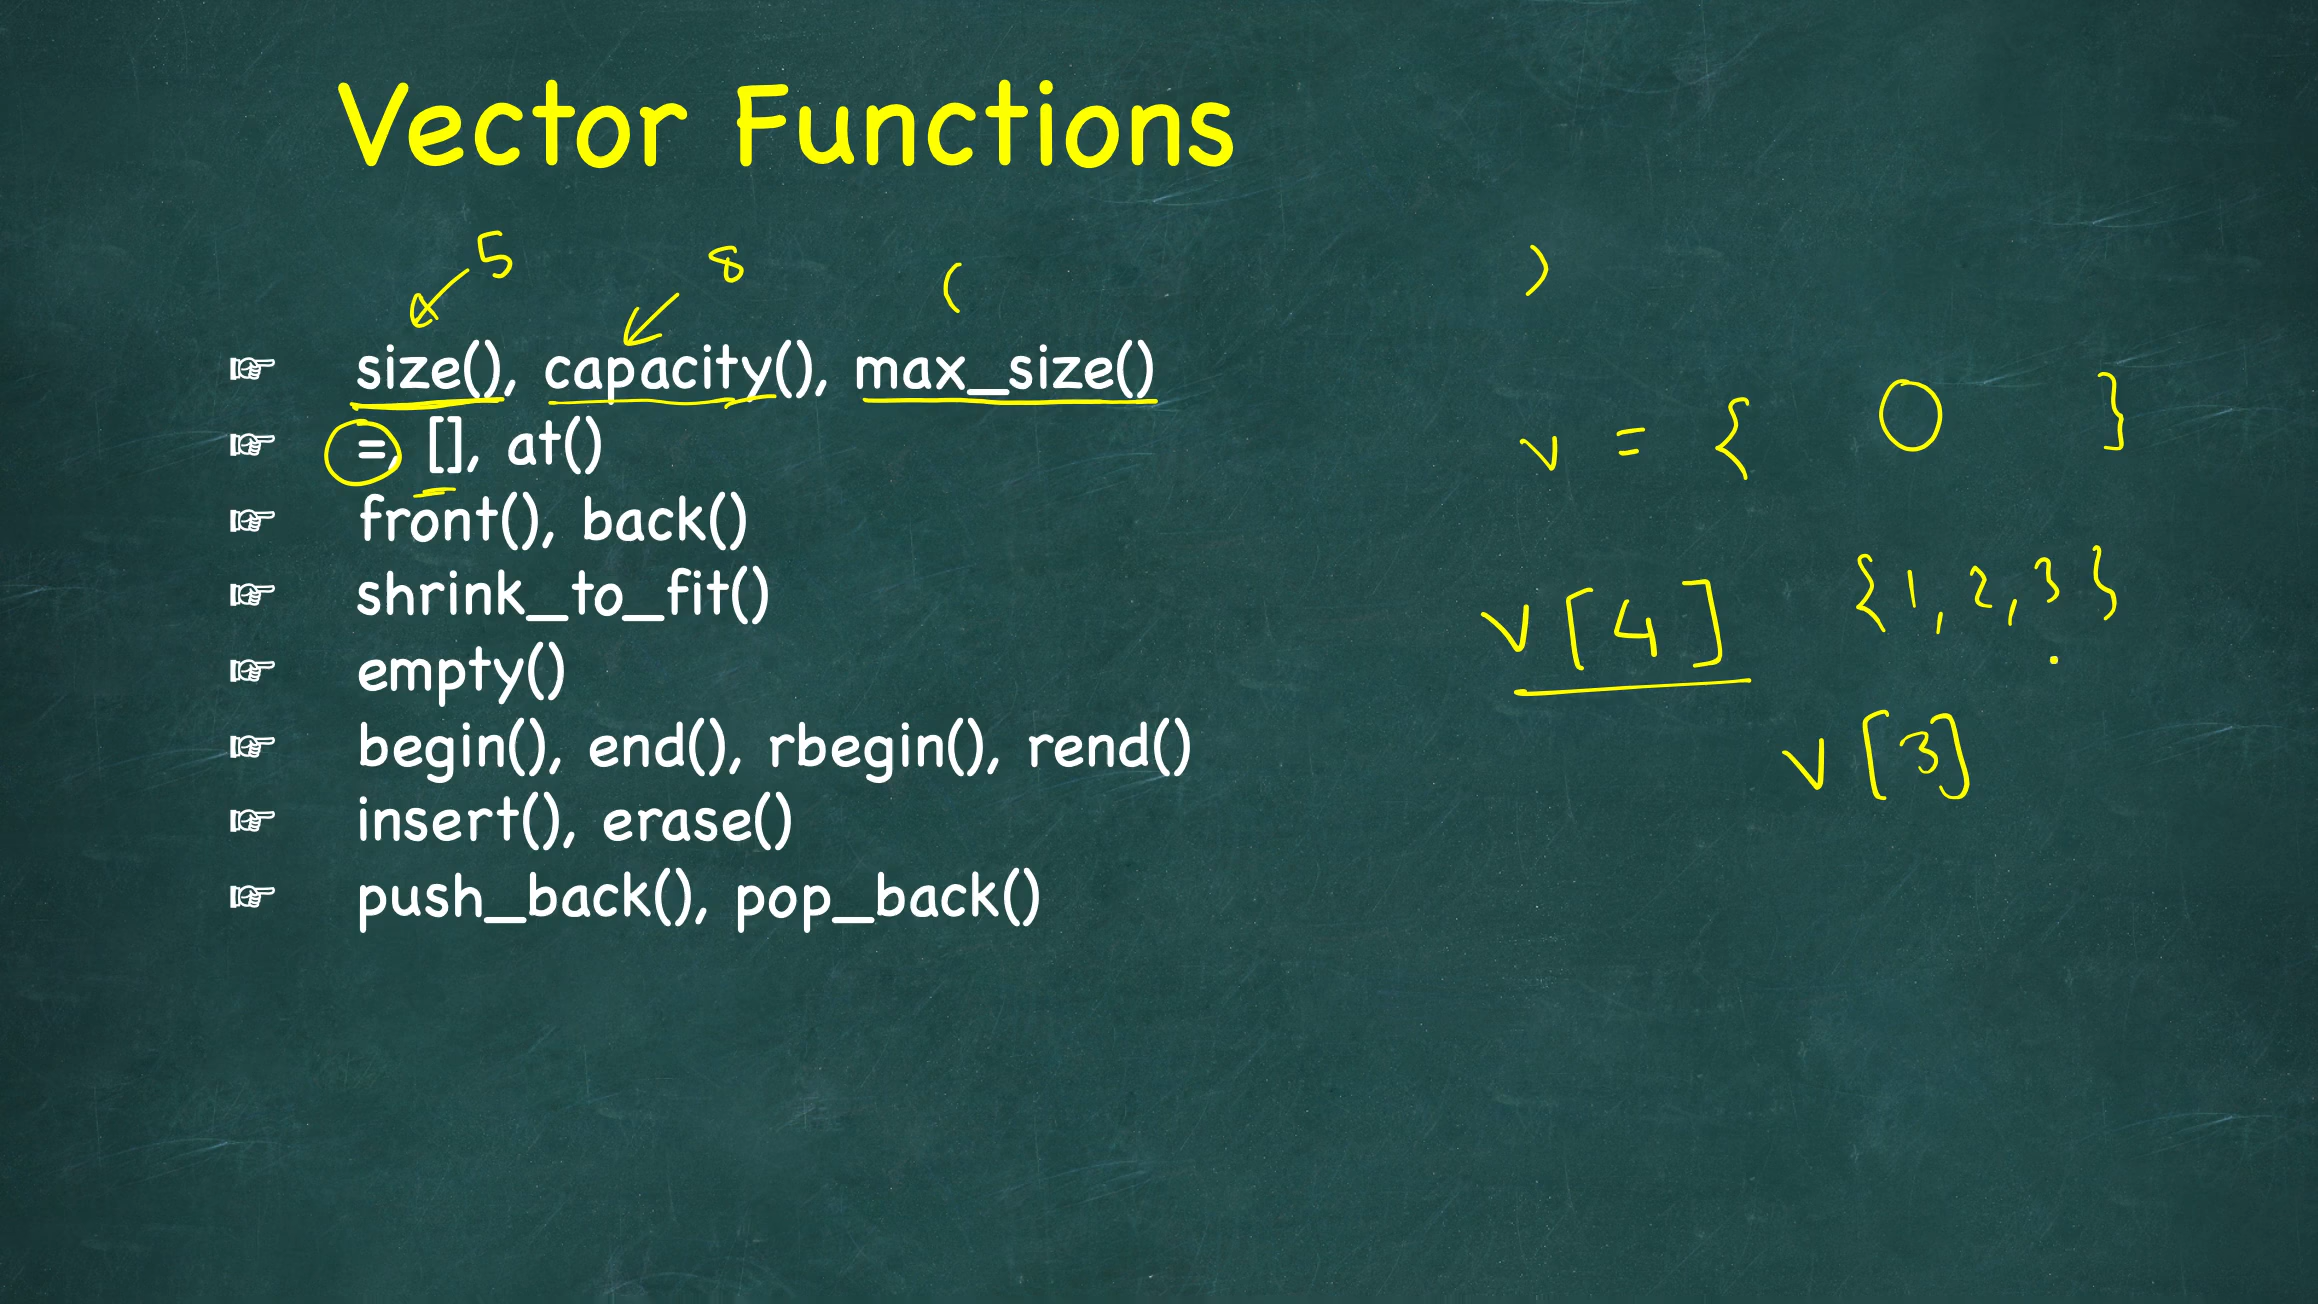 Vector Functions
5 8 ( )
☞ size(), capacity(), max_size()
☞ =, [], at()
☞ front(), back()
☞ shrink_to_fit()
☞ empty()
☞ begin(), end(), rbegin(), rend()
☞ insert(), erase()
☞ push_back(), pop_back()
v = { }
v[4] {1,2,3}
v[3]